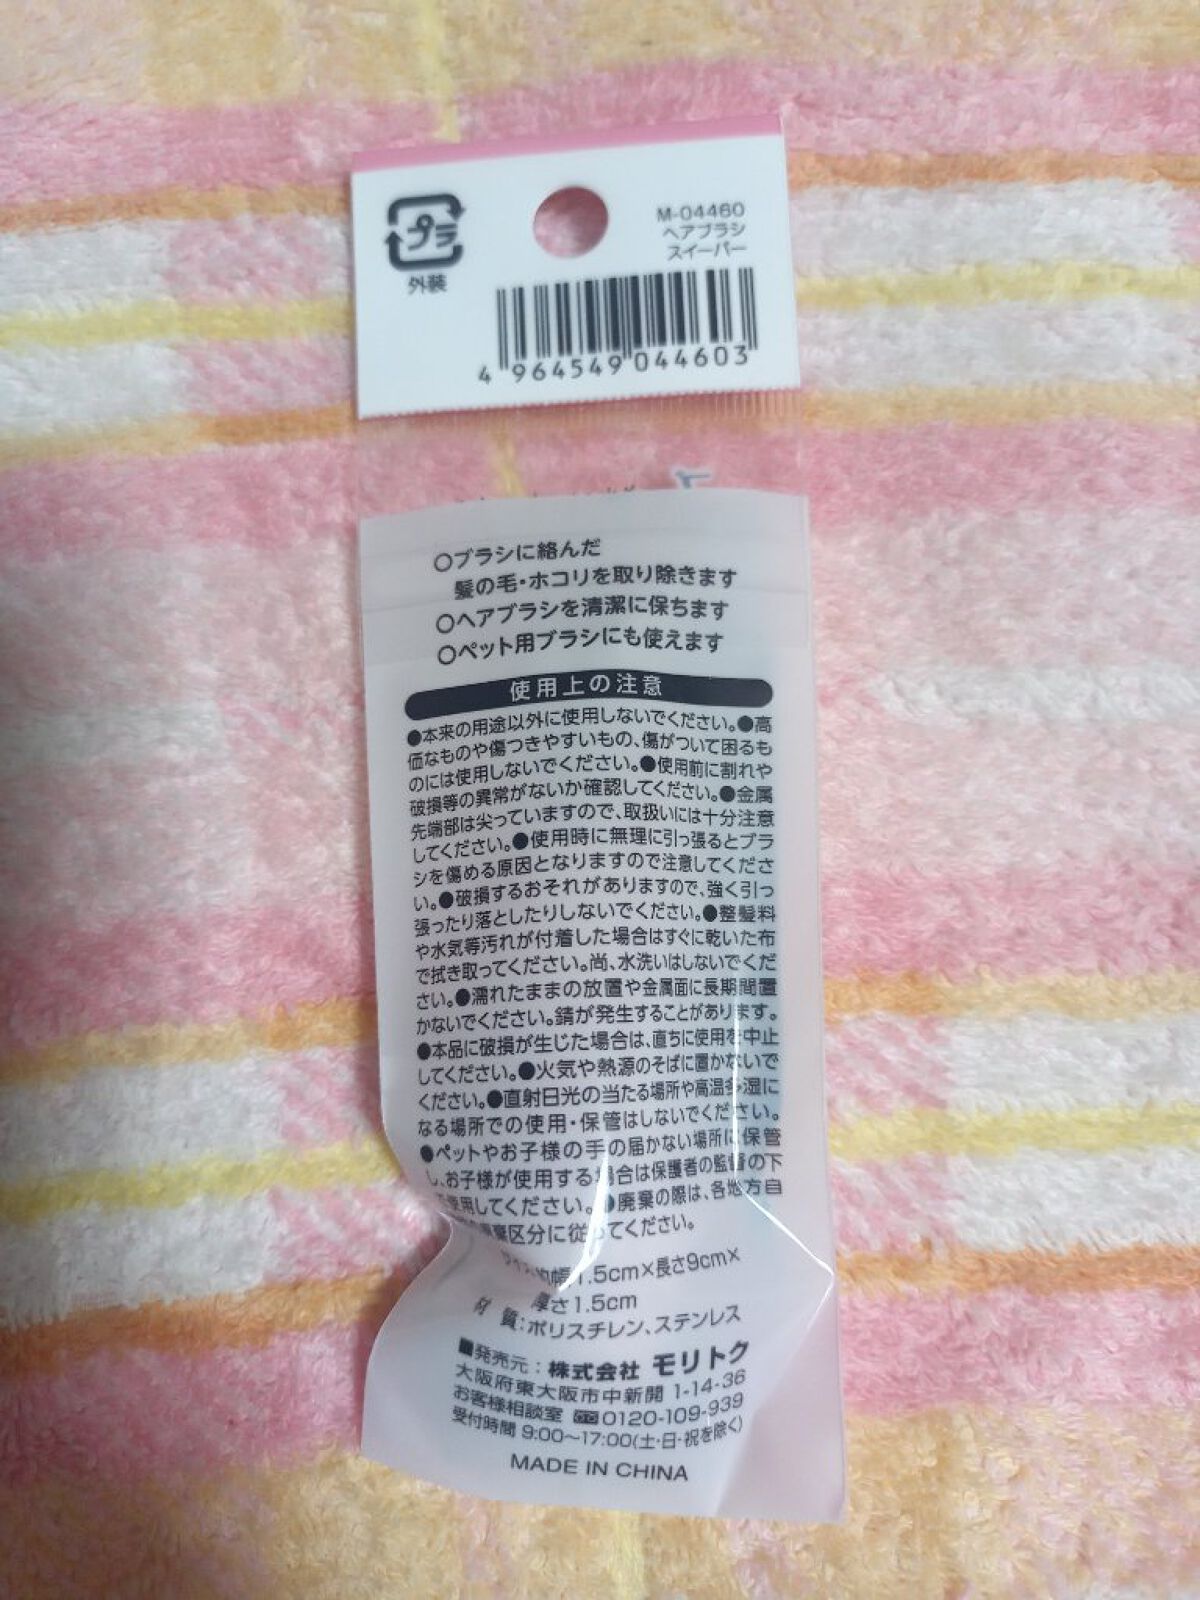 プラ
外装
M-04460
ヘアブラシ
スイーパー
4 964549 044603
○ブラシに絡んだ
髪の毛・ホコリを取り除きます
○ヘアブラシを清潔に保ちます
○ペット用ブラシにも使えます
使用上の注意
●本来の用途以外に使用しないでください。●高
価なものや傷つきやすいもの、傷がついて困るも
のには使用しないでください。●使用前に割れや
破損等の異常がないか確認してください。●金属
先端部は尖っていますので、取扱いには十分注意
してください。●使用時に無理に引っ張るとブラ
シを傷める原因となりますので注意してくださ
い。●破損するおそれがありますので、強く引っ
張ったり落としたりしないでください。●整髪料
や水気等汚れが付着した場合はすぐに乾いた布
で拭き取ってください。尚、水洗いはしないでくだ
さい。●濡れたままの放置や金属面に長期間置
かないでください。錆が発生することがあります。
●本品に破損が生じた場合は、直ちに使用を中止
してください。●火気や熱源のそばに置かないで
ください。●直射日光の当たる場所や高温多湿に
なる場所での使用・保管はしないでください。
●ペットやお子様の手の届かない場所に保管
し、お子様が使用する場合は保護者の監督の下
使用してください。●廃棄の際は、各地方自
棄区分に従ってください。
1.5cm×長さ9cm×
厚さ1.5cm
材 質：ポリスチレン、ステンレス
■発売元：株式会社 モリトク
大阪府東大阪市中新開 1-14-36
お客様相談室 0120-109-939
受付時間 9:00～17:00(土・日・祝を除く)
MADE IN CHINA